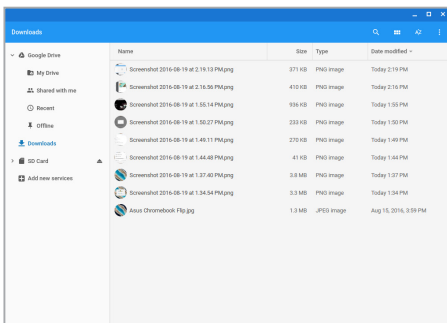 Downloads
Google Drive
My Drive
Shared with me
Recent
Offline
Downloads
SD Card
Add new services
Name Size Type Date modified
Screenshot 2016-08-19 at 2.19.13 PM.png 371 KB PNG image Today 2:19 PM
Screenshot 2016-08-19 at 2.16.56 PM.png 410 KB PNG image Today 2:16 PM
Screenshot 2016-08-19 at 1.55.14 PM.png 936 KB PNG image Today 1:55 PM
Screenshot 2016-08-19 at 1.50.27 PM.png 233 KB PNG image Today 1:50 PM
Screenshot 2016-08-19 at 1.49.11 PM.png 270 KB PNG image Today 1:49 PM
Screenshot 2016-08-19 at 1.44.48 PM.png 41 KB PNG image Today 1:44 PM
Screenshot 2016-08-19 at 1.37.40 PM.png 3.8 MB PNG image Today 1:37 PM
Screenshot 2016-08-19 at 1.34.54 PM.png 3.3 MB PNG image Today 1:34 PM
Asus Chromebook Flip.jpg 1.3 MB JPEG image Aug 15, 2016, 3:59 PM